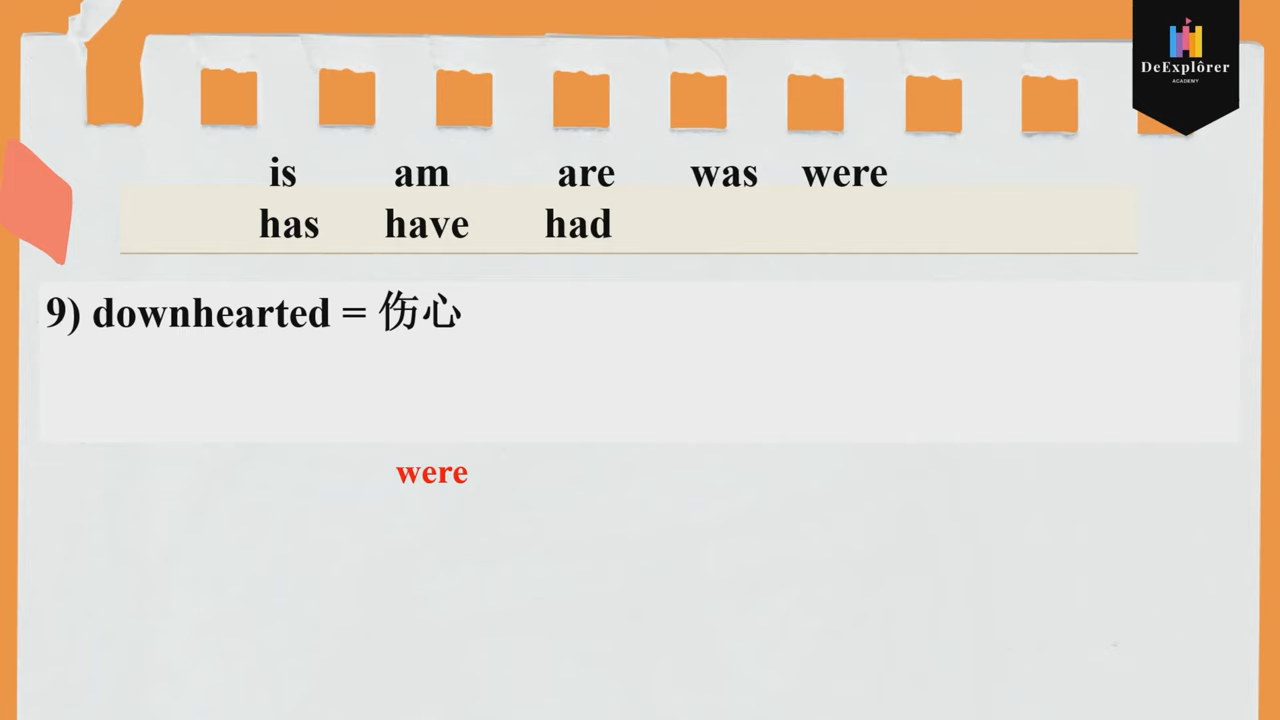 DeExplôrer
ACADEMY
is am are was were
has have had
9) downhearted = 伤心
were